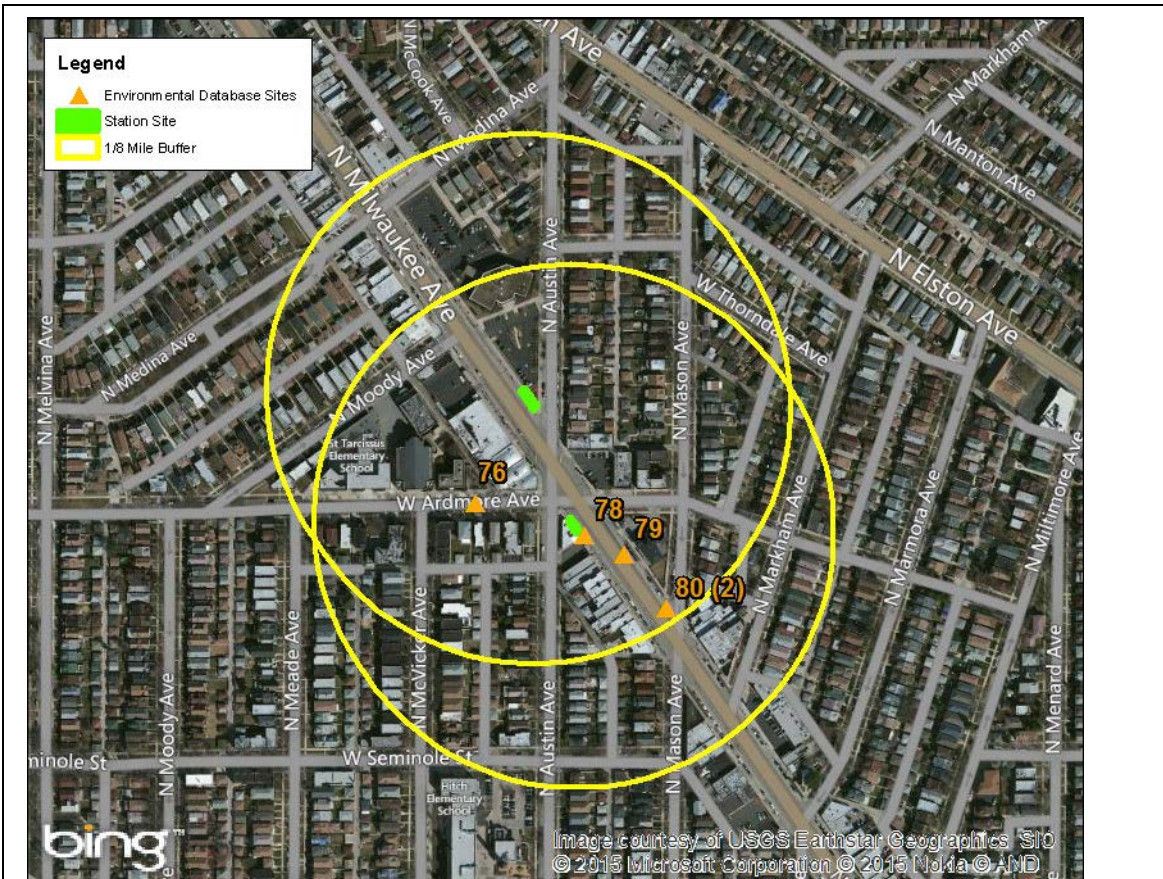 Legend
Environmental Database Sites
Station Site
1/8 Mile Buffer
N McCook Ave
N Medina Ave
N Milwaukee Ave
N Markham A
N Manton Ave
N Elston Ave
N Austin Ave
W Thorndale Ave
N Mason Ave
N Melvina Ave
N Medina Ave
N Moody Ave
St Tarcissus
Elementary
School
76
W Ardmore Ave
78
79
80 (2)
N Markham Ave
N Marmora Ave
N Miltimore Ave
N Meade Ave
N McVicker Ave
N Moody Ave
N Austin Ave
N Mason Ave
N Menard Ave
minole St
W Seminole St
Hitch
Elementary
School
bing™
Image courtesy of USGS Earthstar Geographics SIO
© 2015 Microsoft Corporation © 2015 Nokia © AND